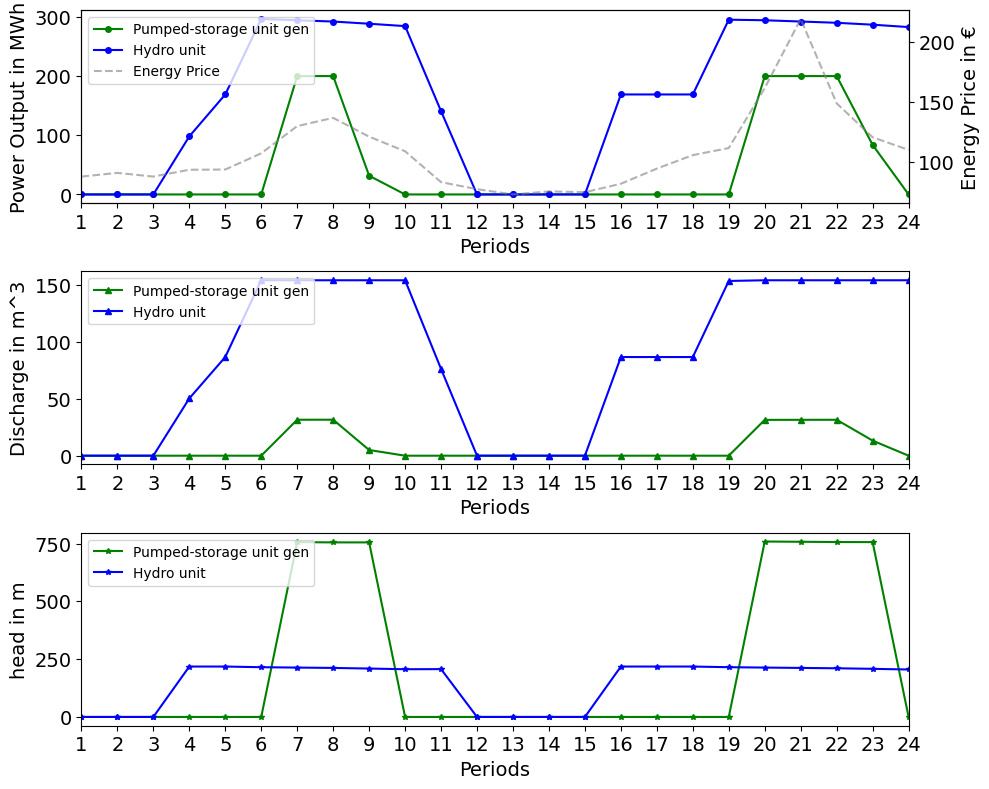 Power Output in MWh
300
200
100
0
Pumped-storage unit gen
Hydro unit
Energy Price
200
150
100
Energy Price in €
1 2 3 4 5 6 7 8 9 10 11 12 13 14 15 16 17 18 19 20 21 22 23 24
Periods
Discharge in m^3
150
100
50
0
Pumped-storage unit gen
Hydro unit
1 2 3 4 5 6 7 8 9 10 11 12 13 14 15 16 17 18 19 20 21 22 23 24
Periods
head in m
750
500
250
0
Pumped-storage unit gen
Hydro unit
1 2 3 4 5 6 7 8 9 10 11 12 13 14 15 16 17 18 19 20 21 22 23 24
Periods